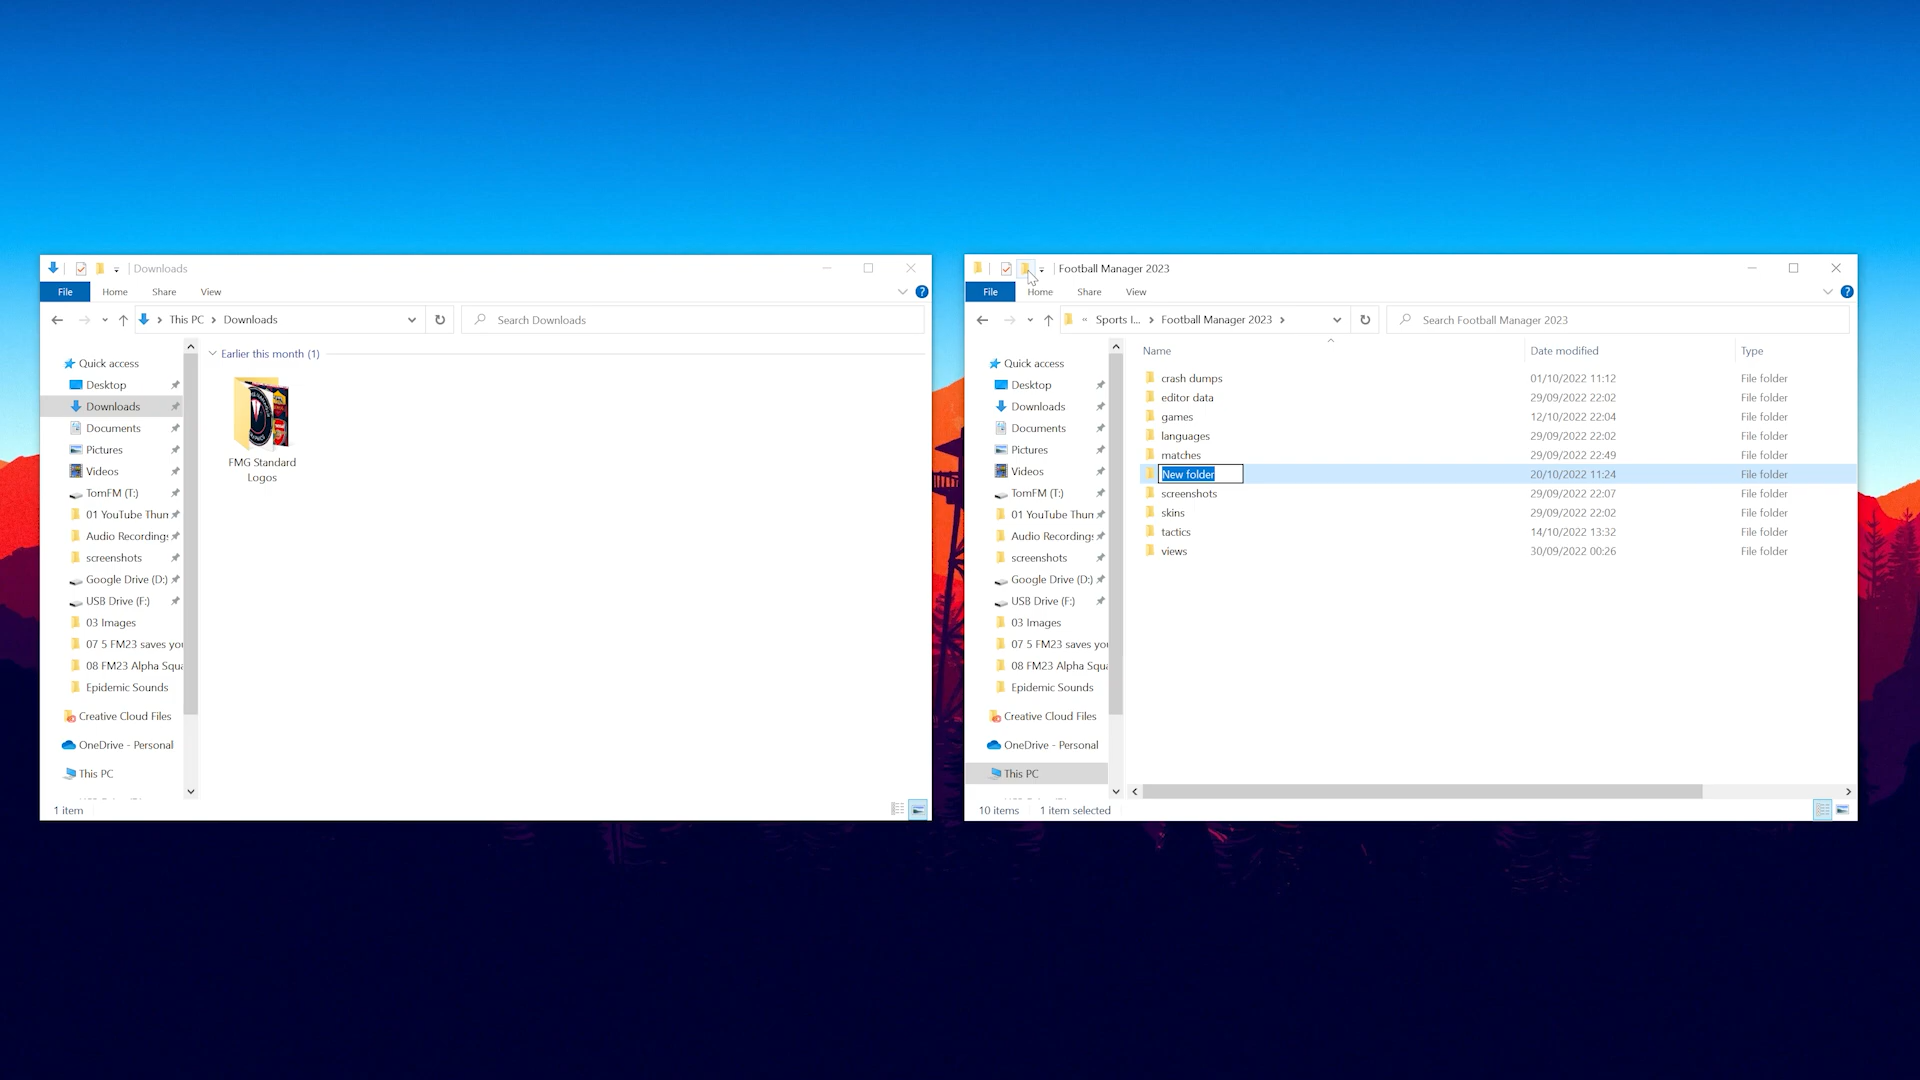 Downloads
File Home Share View
This PC Downloads
Search Downloads
Quick access
Desktop
Downloads
Documents
Pictures
Videos
TomFM (T:)
01 YouTube Thun
Audio Recording
screenshots
Google Drive (D:)
USB Drive (F:)
03 Images
07 5 FM23 saves you
08 FM23 Alpha Squa
Epidemic Sounds
Creative Cloud Files
OneDrive - Personal
This PC
1 item
Earlier this month (1)
FMG Standard
Logos
Football Manager 2023
File Home Share View
« Sports I... Football Manager 2023
Search Football Manager 2023
Quick access
Desktop
Downloads
Documents
Pictures
Videos
TomFM (T:)
01 YouTube Thun
Audio Recording
screenshots
Google Drive (D:)
USB Drive (F:)
03 Images
07 5 FM23 saves you
08 FM23 Alpha Squa
Epidemic Sounds
Creative Cloud Files
OneDrive - Personal
This PC
Name Date modified Type
crash dumps 01/10/2022 11:12 File folder
editor data 29/09/2022 22:02 File folder
games 12/10/2022 22:04 File folder
languages 29/09/2022 22:02 File folder
matches 29/09/2022 22:49 File folder
New folder 20/10/2022 11:24 File folder
screenshots 29/09/2022 22:07 File folder
skins 29/09/2022 22:02 File folder
tactics 14/10/2022 13:32 File folder
views 30/09/2022 00:26 File folder
10 items 1 item selected